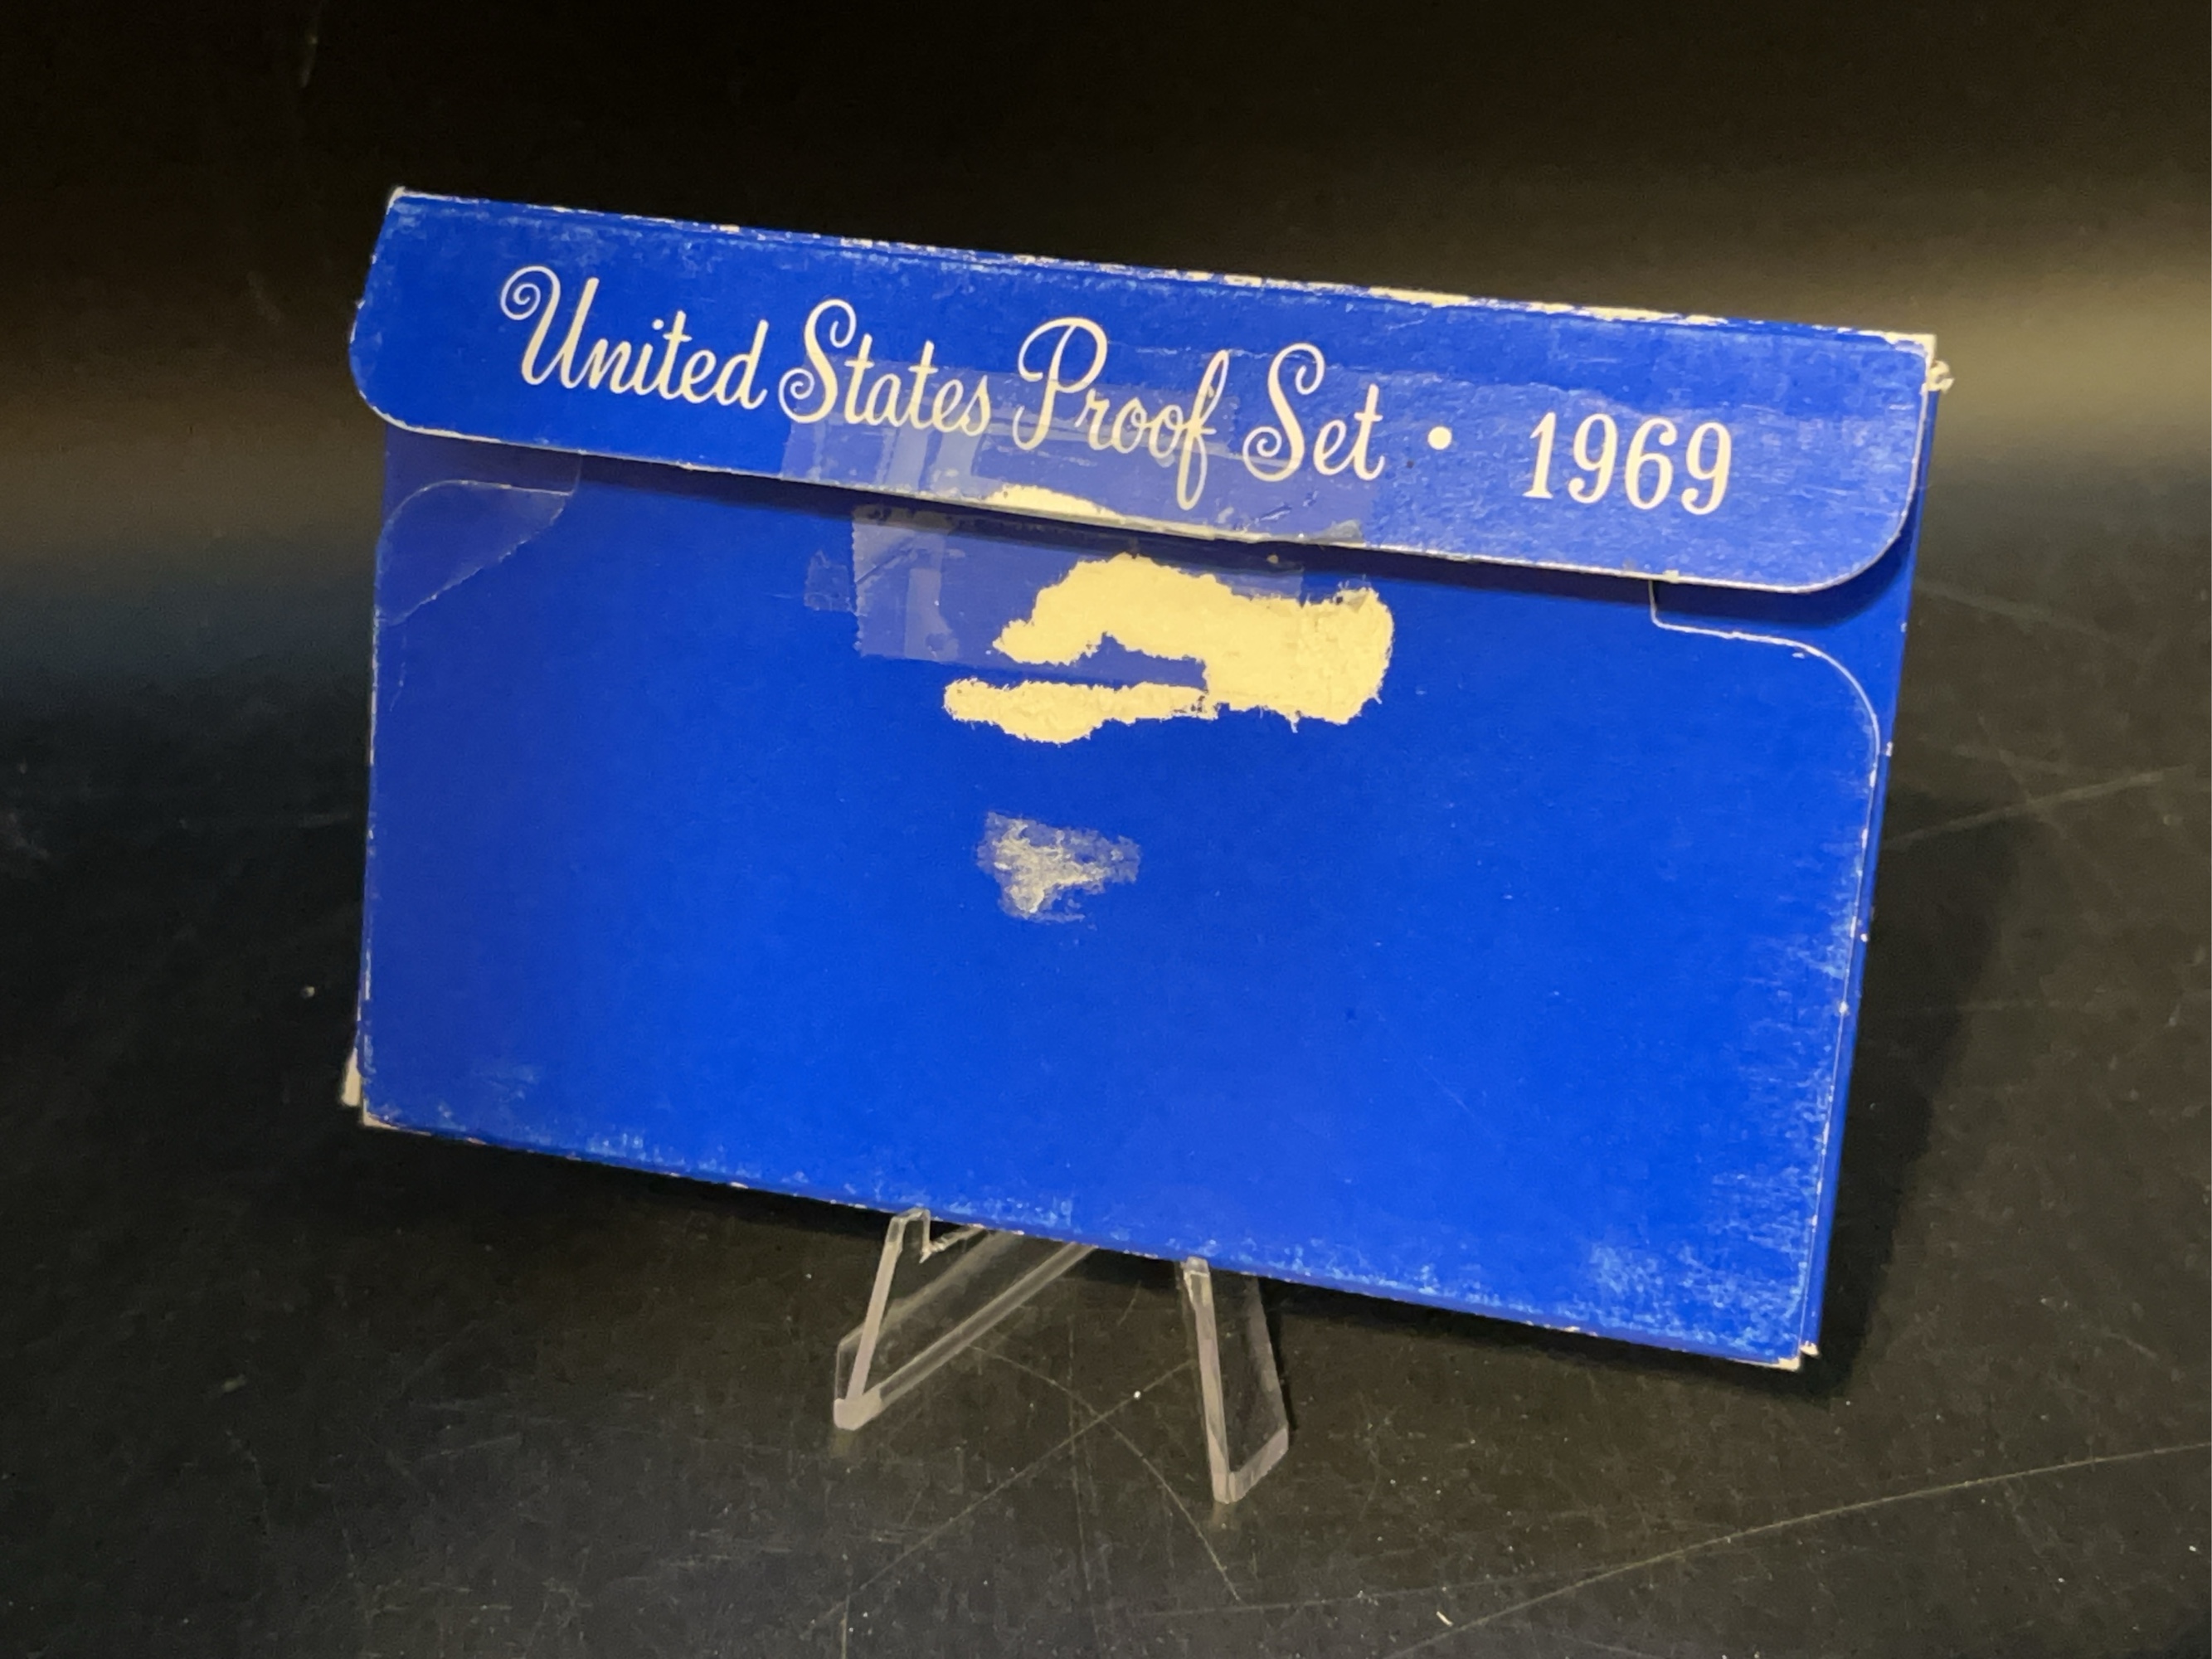 United States Proof Set • 1969